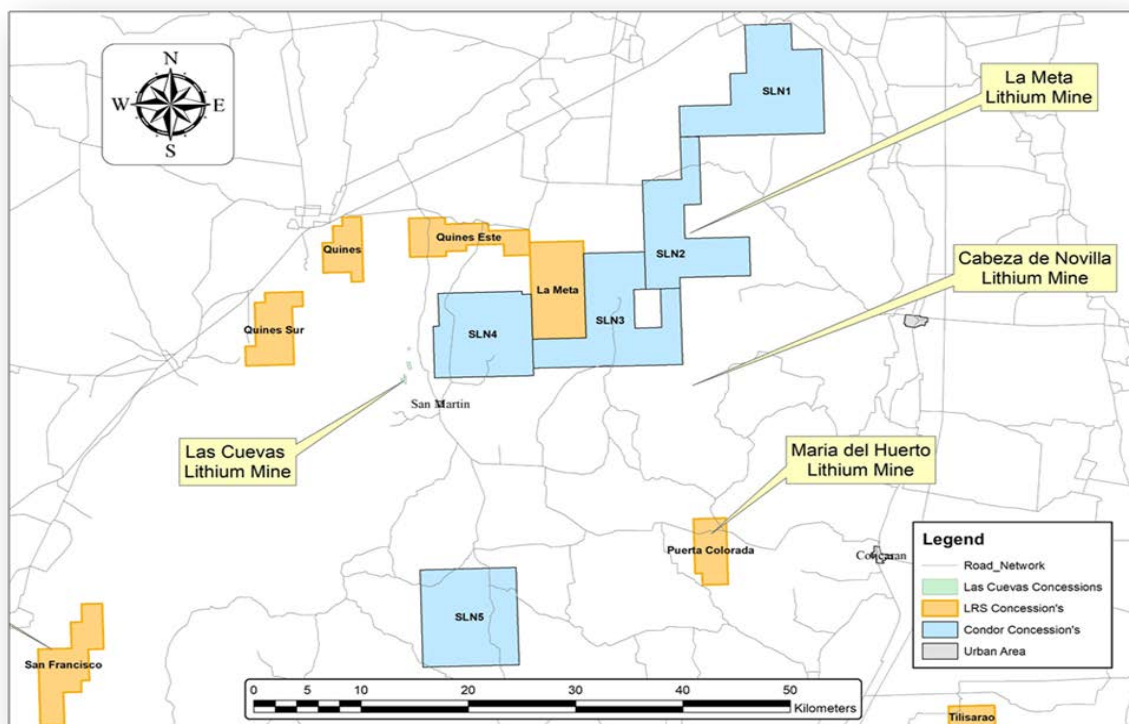 N
W E
S
SLN1
La Meta
Lithium Mine
Quines
Quines Este
SLN2
Cabeza de Novilla
Lithium Mine
La Meta
Quines Sur
SLN4
SLN3
San Martin
Las Cuevas
Lithium Mine
Maria del Huerto
Lithium Mine
Puerta Colorada
SLN5
San Francisco
Tilisarao
Legend
Road_Network
Las Cuevas Concessions
LRS Concession's
Condor Concession's
Urban Area
0 5 10 20 30 40 50
Kilometers